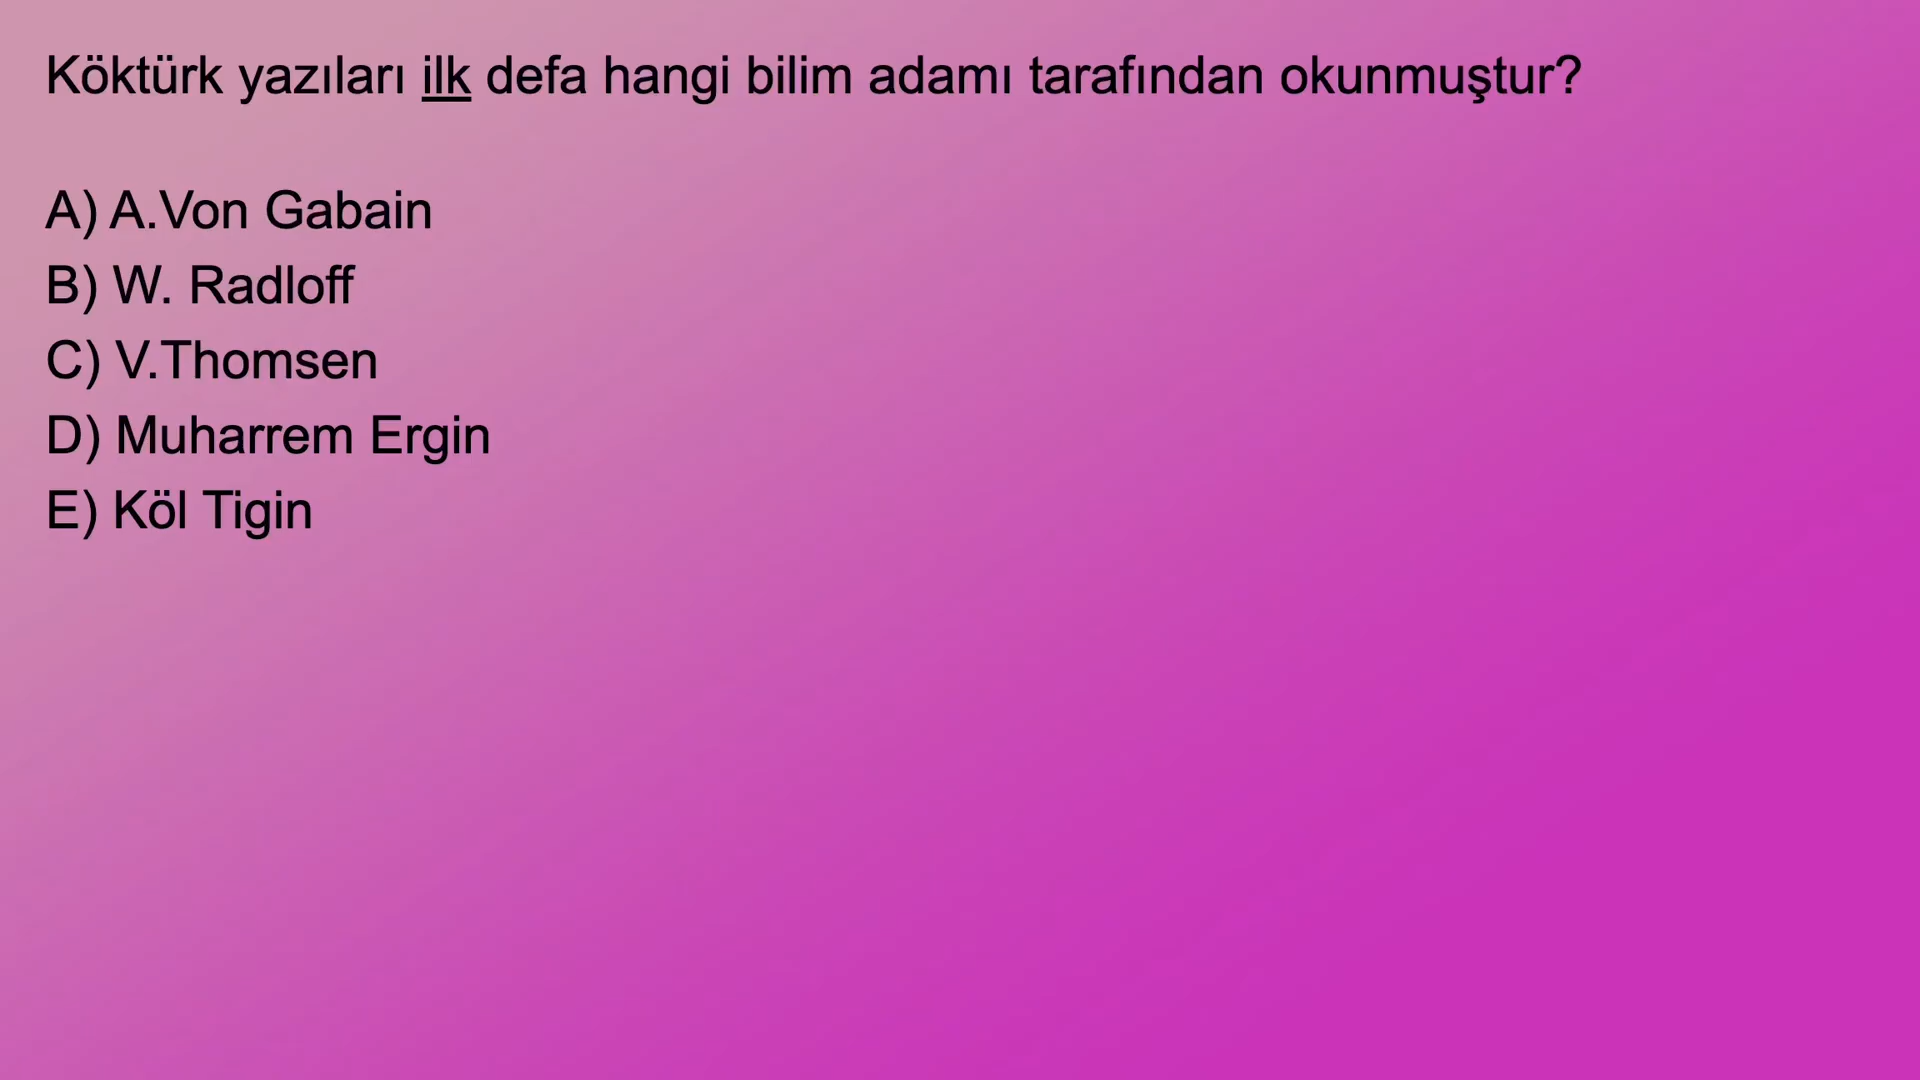 Köktürk yazıları ilk defa hangi bilim adamı tarafından okunmuştur?
A) A.Von Gabain
B) W. Radloff
C) V.Thomsen
D) Muharrem Ergin
E) Köl Tigin